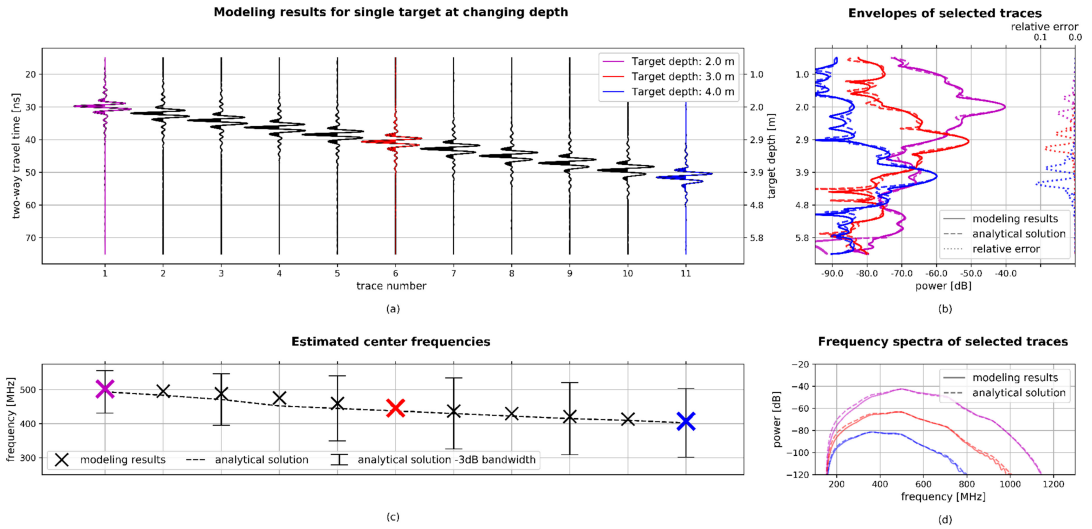 Modeling results for single target at changing depth
two-way travel time [ns]
20
30
40
50
60
70
Target depth: 2.0 m
Target depth: 3.0 m
Target depth: 4.0 m
1.0
2.0
2.9
3.9
4.8
5.8
target depth [m]
1 2 3 4 5 6 7 8 9 10 11
trace number
(a)
Envelopes of selected traces
relative error
0.1 0.0
1.0
2.0
2.9
3.9
4.8
5.8
modeling results
analytical solution
relative error
-90.0 -80.0 -70.0 -60.0 -50.0 -40.0
power [dB]
(b)
Estimated center frequencies
frequency [MHz]
500
400
300
modeling results
analytical solution
analytical solution -3dB bandwidth
(c)
Frequency spectra of selected traces
power [dB]
−20
−40
−60
−80
−100
−120
modeling results
analytical solution
200 400 600 800 1000 1200
frequency [MHz]
(d)